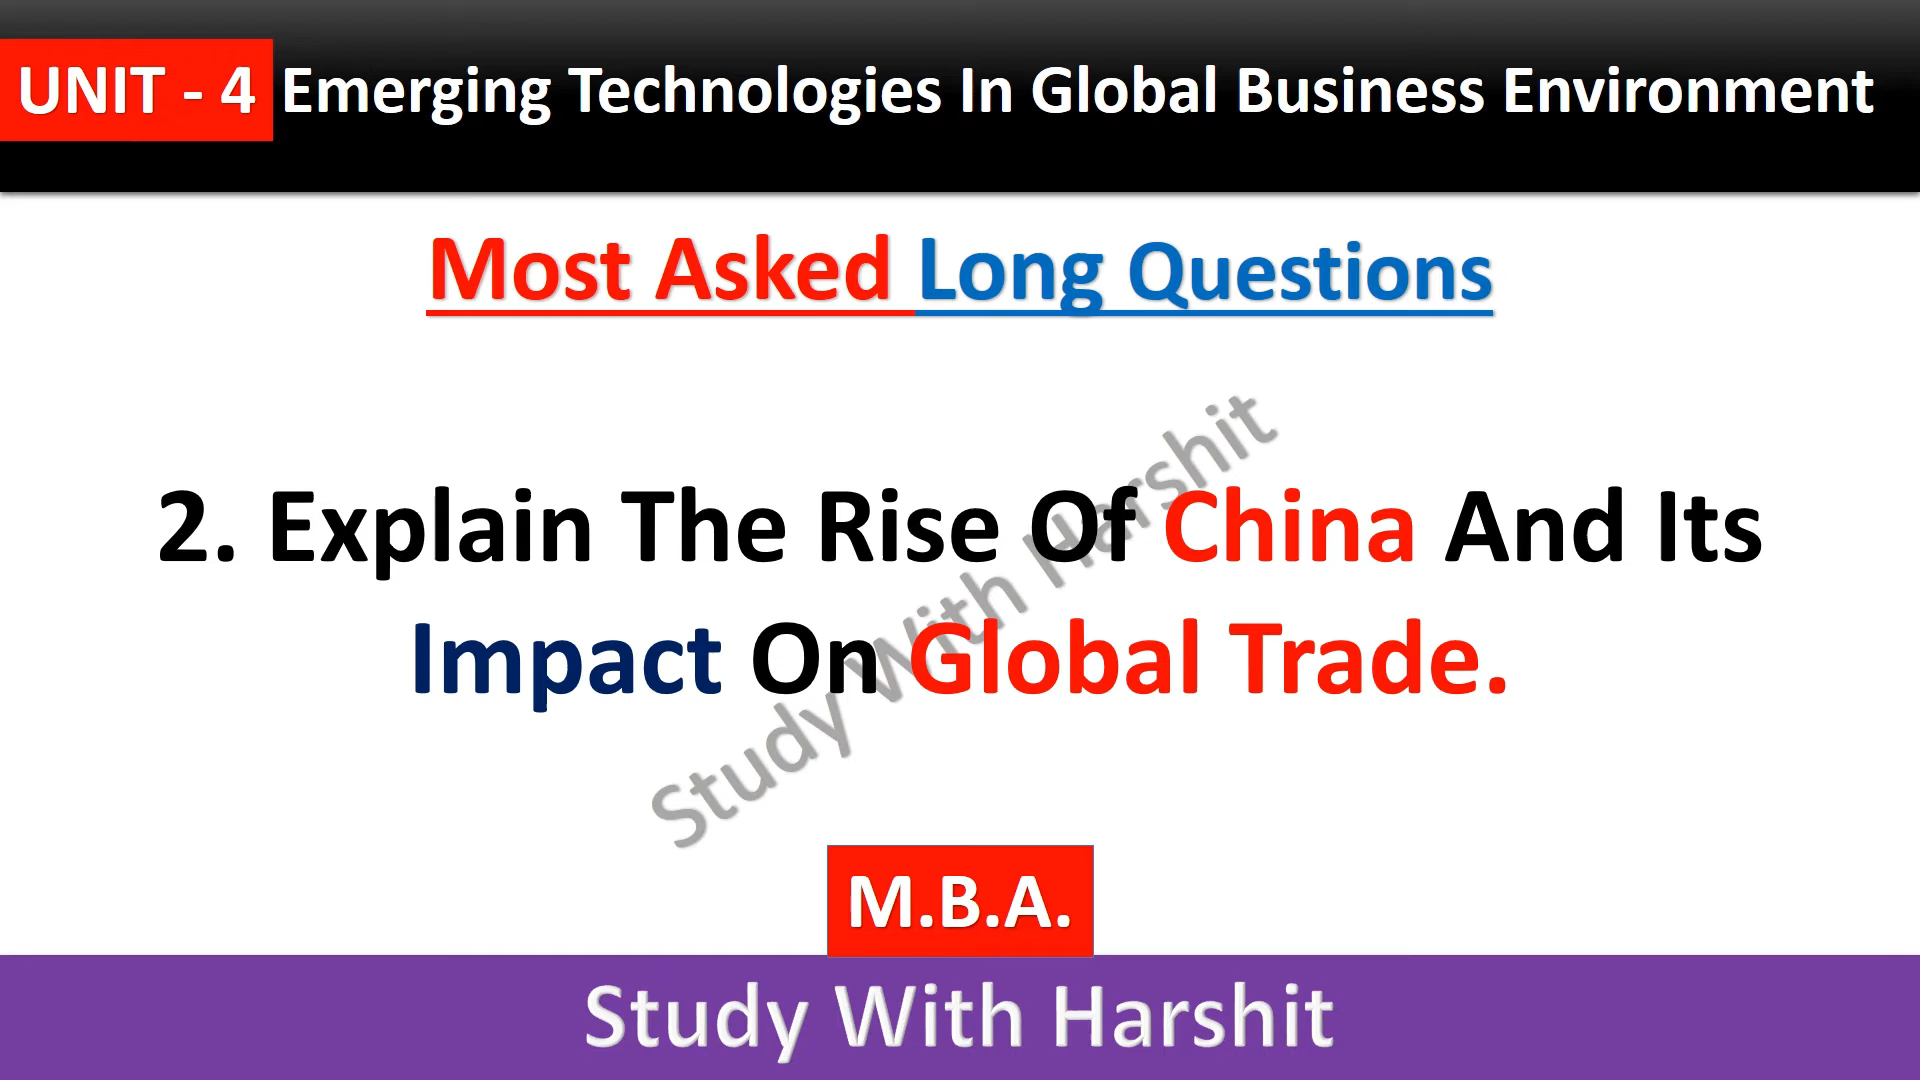 UNIT - 4 Emerging Technologies In Global Business Environment
Most Asked Long Questions
2. Explain The Rise Of China And Its
Impact On Global Trade.
Study With Harshit
M.B.A.
Study With Harshit